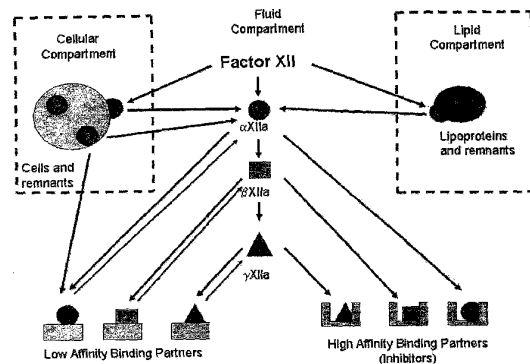 Cellular
Compartment
Fluid
Compartment
Lipid
Compartment
Factor XII
αXIIa
Cells and
remnants
Lipoproteins
and remnants
βXIIa
γXIIa
Low Affinity Binding Partners
High Affinity Binding Partners
(Inhibitors)